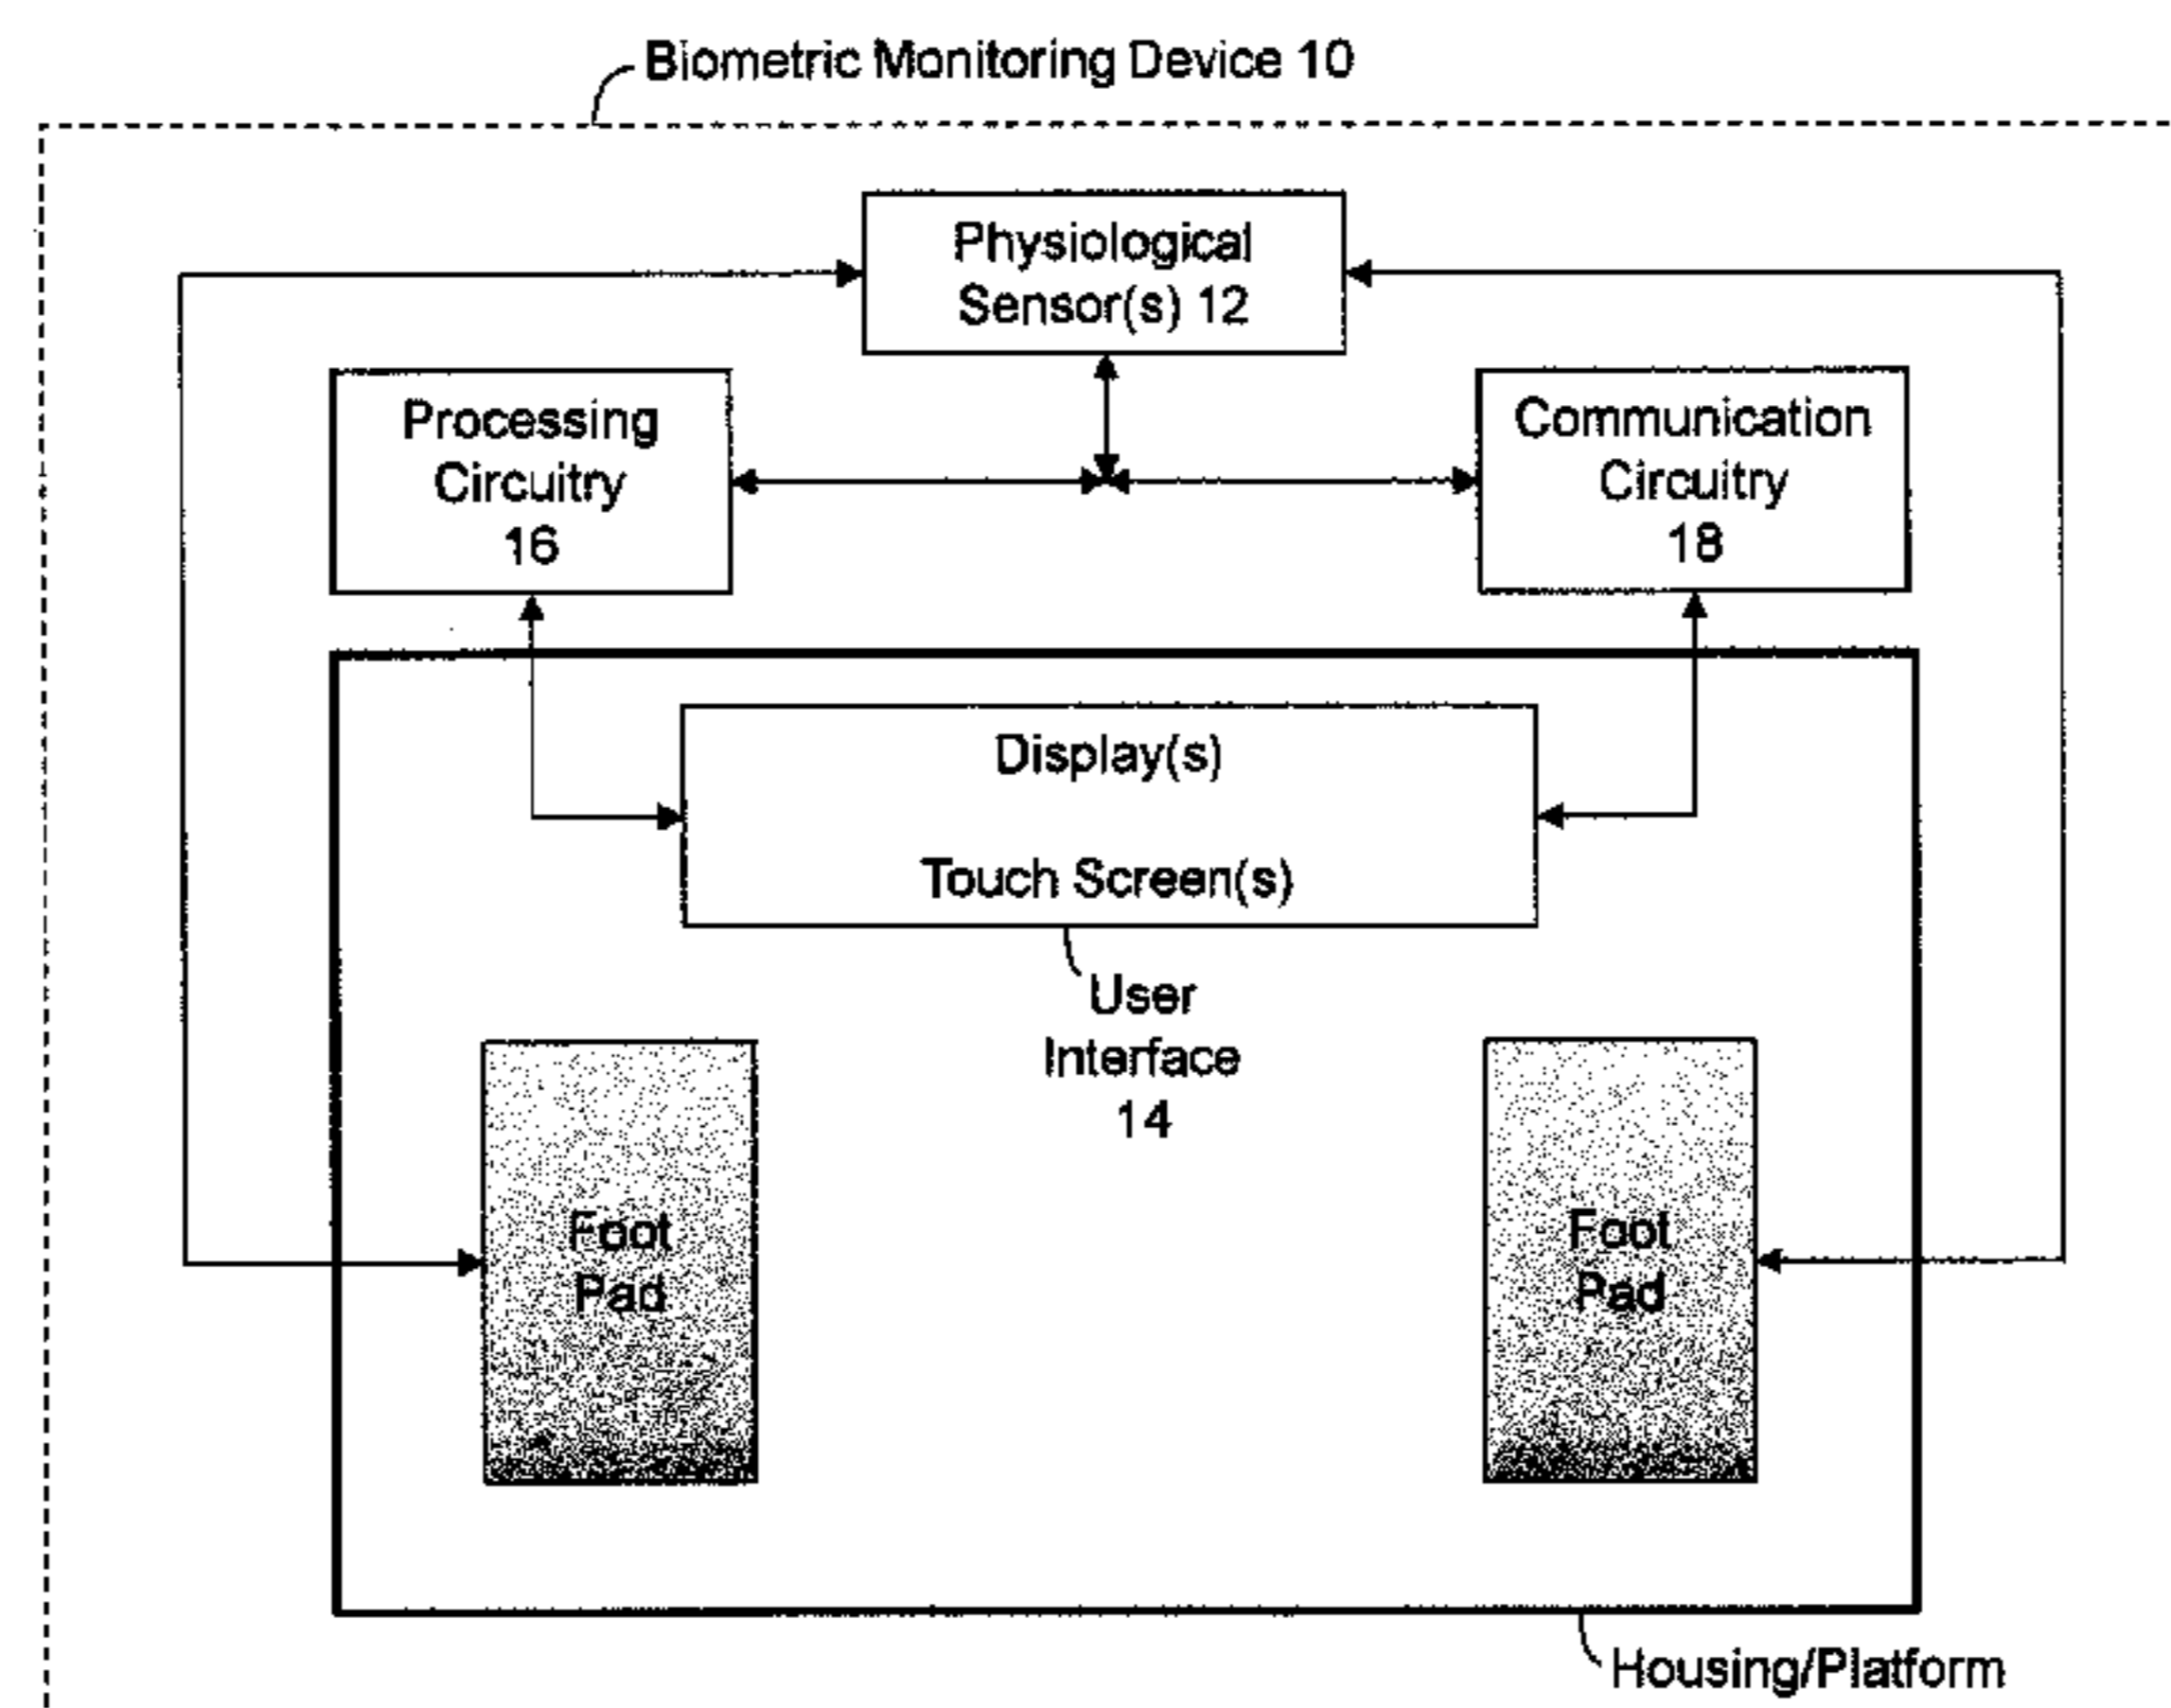 Biometric Monitoring Device 10
Physiological
Sensor(s) 12
Processing
Circuitry
16
Communication
Circuitry
18
Display(s)
Touch Screen(s)
User
Interface
14
Foot
Pad
Foot
Pad
Housing/Platform